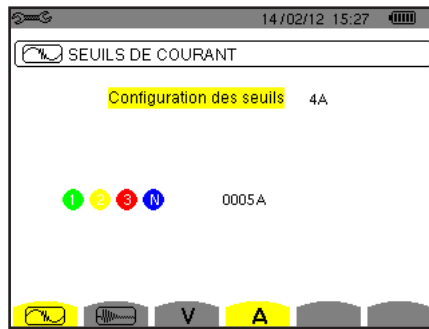 14/02/12 15:27
SEUILS DE COURANT
Configuration des seuils 4A
1 2 3 N 0005A
V A